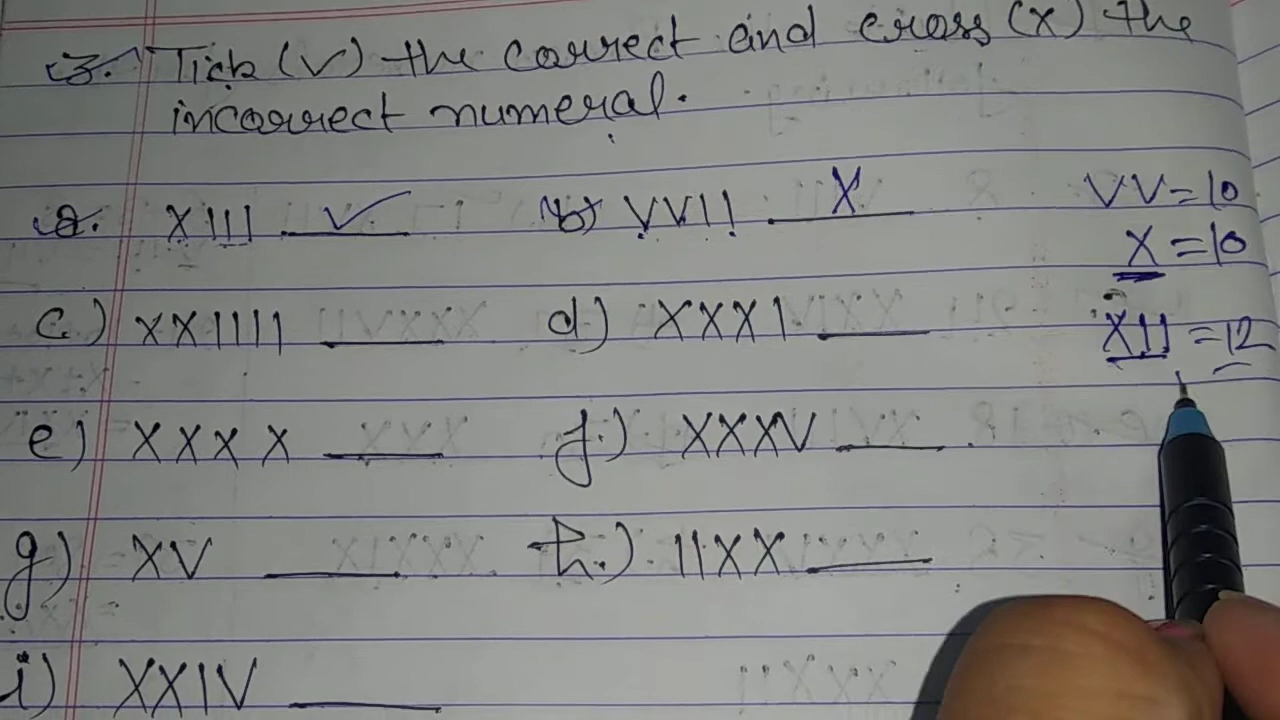 3. Tick (√) the correct and cross (X) the
incorrect numeral.
a. XIII ✓ b) VVII X VV=10
X=10
c.) XXIIII d.) XXXI XII=12
e) XXXX f.) XXXV
g) XV h.) IIXX
i) XXIV